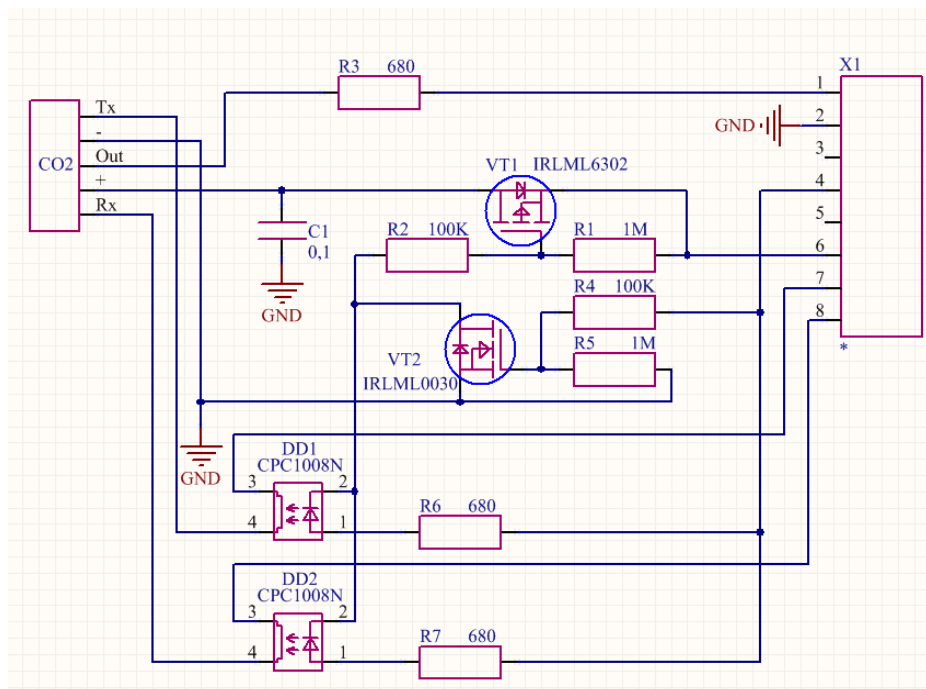 X1
R3 680
1
Tx
GND
2
-
CO2
Out
3
VT1 IRLML6302
+
4
Rx
R2 100K
R1 1M
5
C1
0,1
6
R4 100K
7
GND
8
R5 1M
*
VT2
IRLML0030
DD1
CPC1008N
GND
3
2
R6 680
4
1
DD2
CPC1008N
3
2
R7 680
4
1